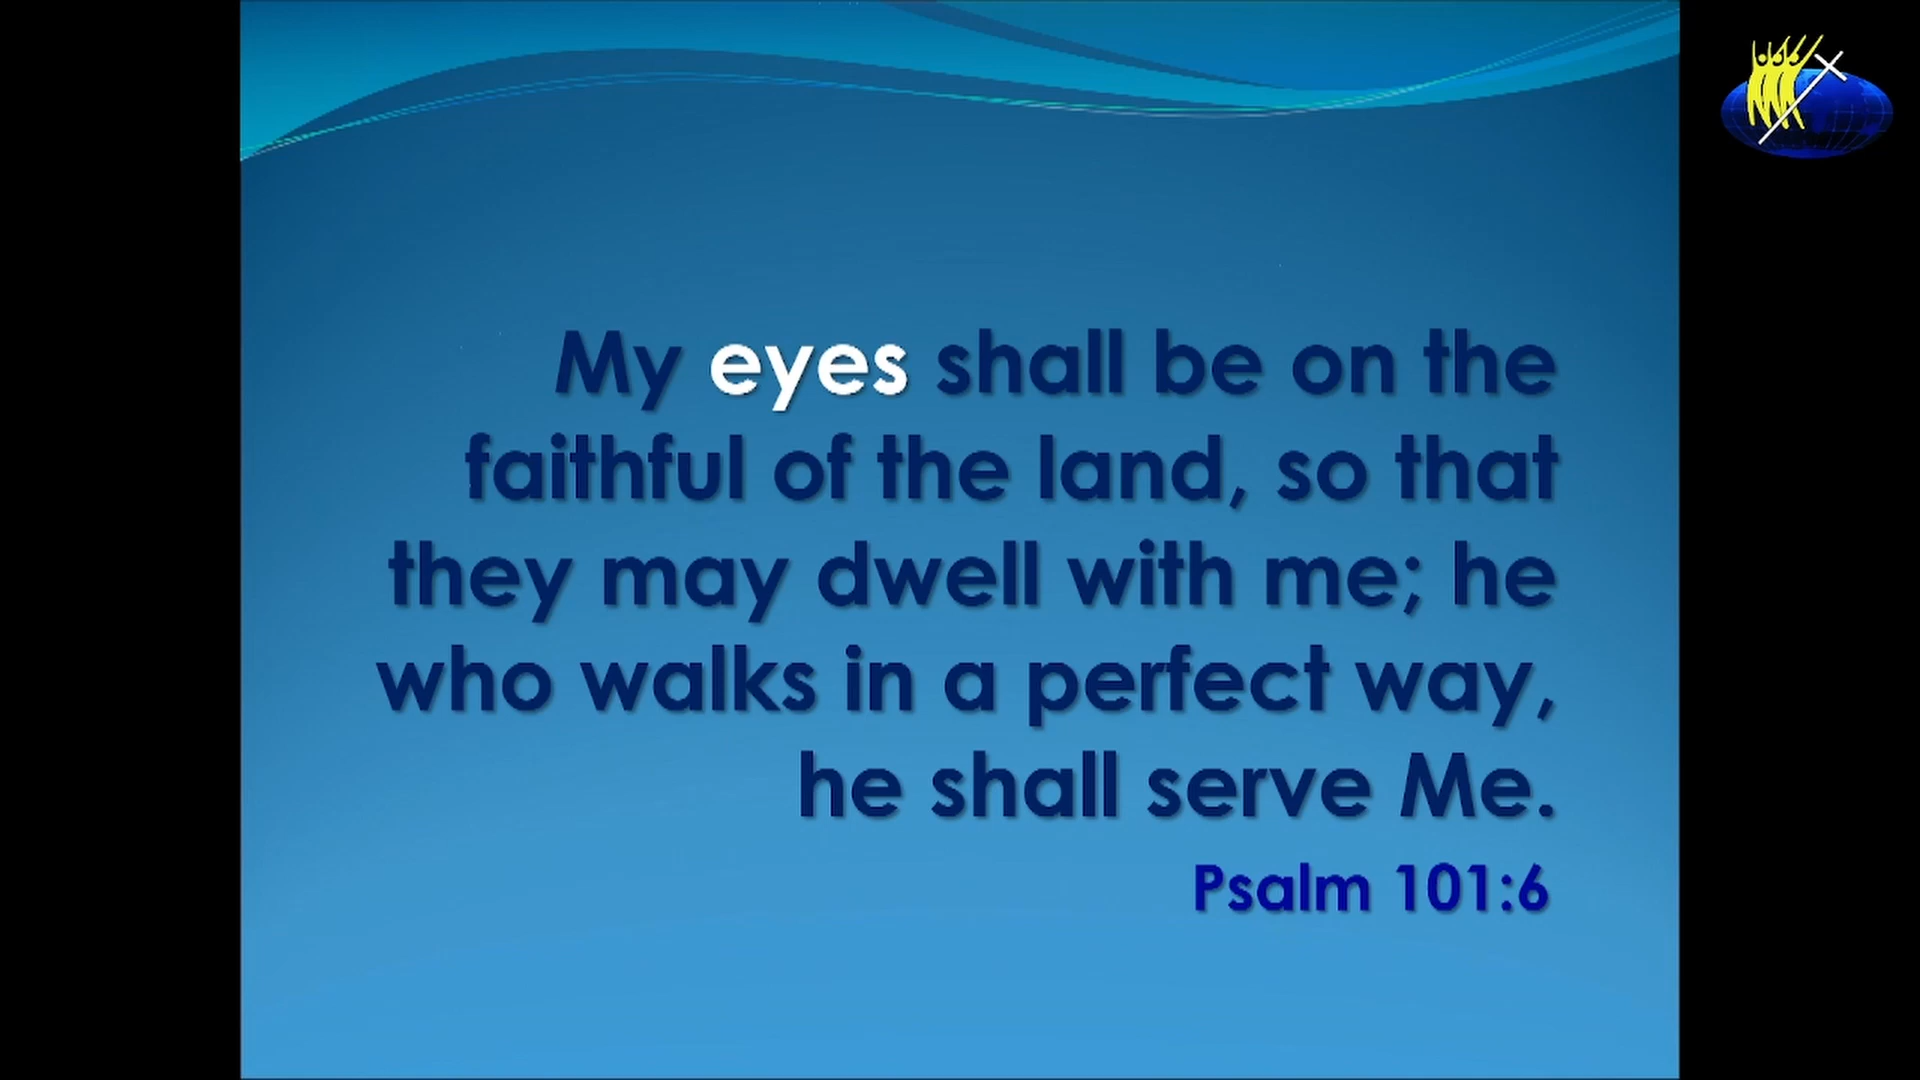 My eyes shall be on the
faithful of the land, so that
they may dwell with me; he
who walks in a perfect way,
he shall serve Me.
Psalm 101:6